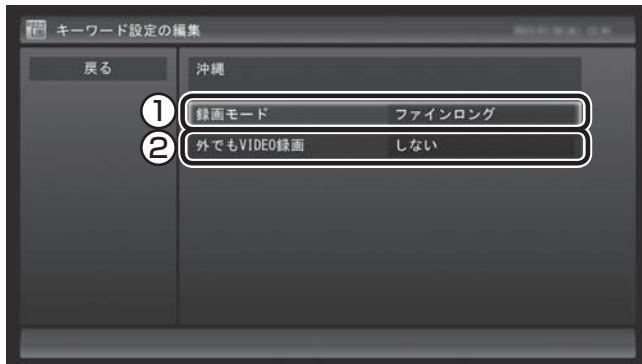 キーワード設定の編集
戻る
沖縄
① 録画モード ファインロング
② 外でもVIDEO録画 しない